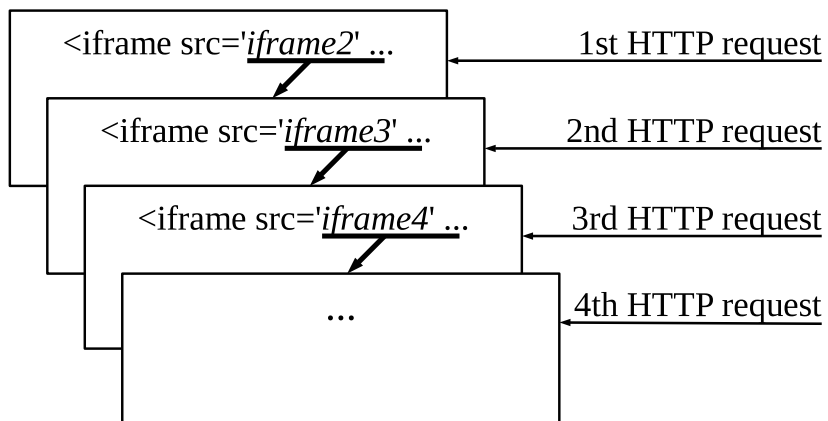 <iframe src='iframe2' ...
1st HTTP request
<iframe src='iframe3' ...
2nd HTTP request
<iframe src='iframe4' ...
3rd HTTP request
...
4th HTTP request